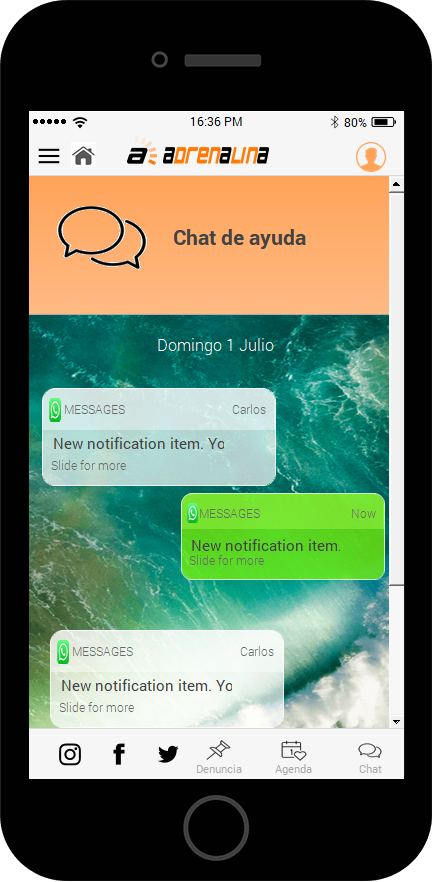 16:36 PM 80%
a adrenalina
Chat de ayuda
Domingo 1 Julio
MESSAGES Carlos
New notification item. Yo
Slide for more
MESSAGES Now
New notification item.
Slide for more
MESSAGES Carlos
New notification item. Yo
Slide for more
1
Denuncia Agenda Chat